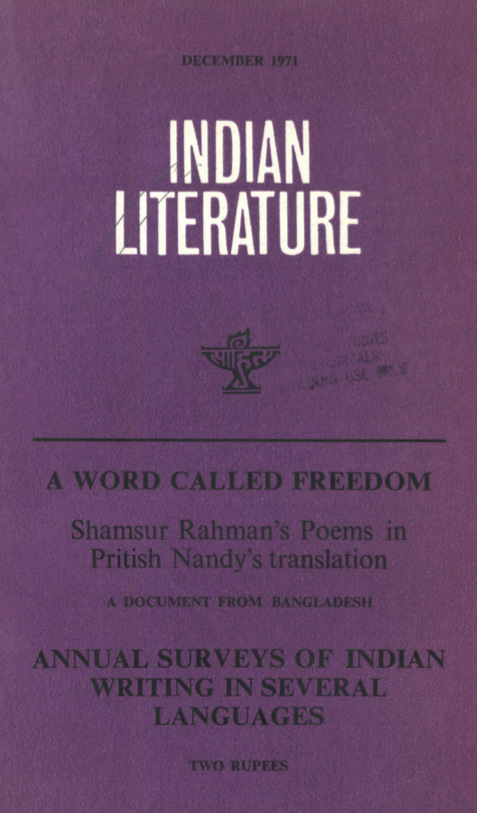 DECEMBER 1971
INDIAN
LITERATURE
साहित्य
USE
A WORD CALLED FREEDOM
Shamsur Rahman's Poems in
Pritish Nandy's translation
A DOCUMENT FROM BANGLADESH
ANNUAL SURVEYS OF INDIAN
WRITING IN SEVERAL
LANGUAGES
TWO RUPEES